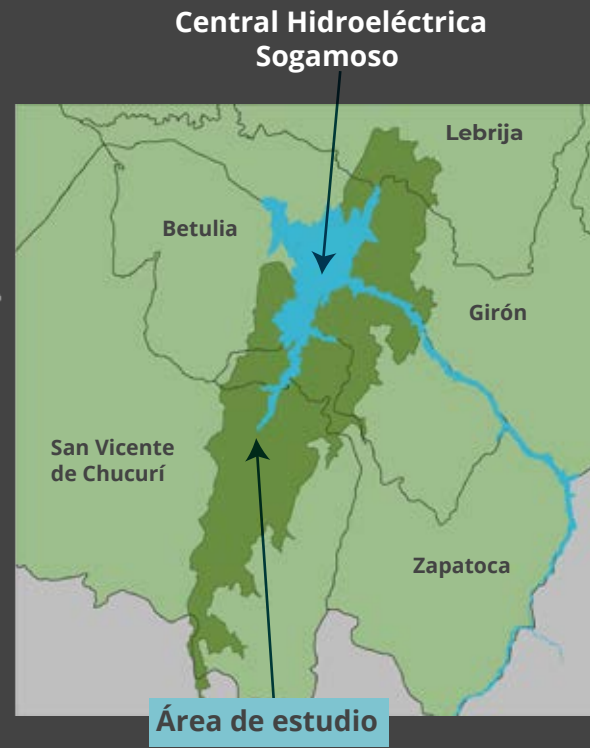 Central Hidroeléctrica
Sogamoso
Lebrija
Betulia
Girón
San Vicente
de Chucurí
Zapatoca
Área de estudio